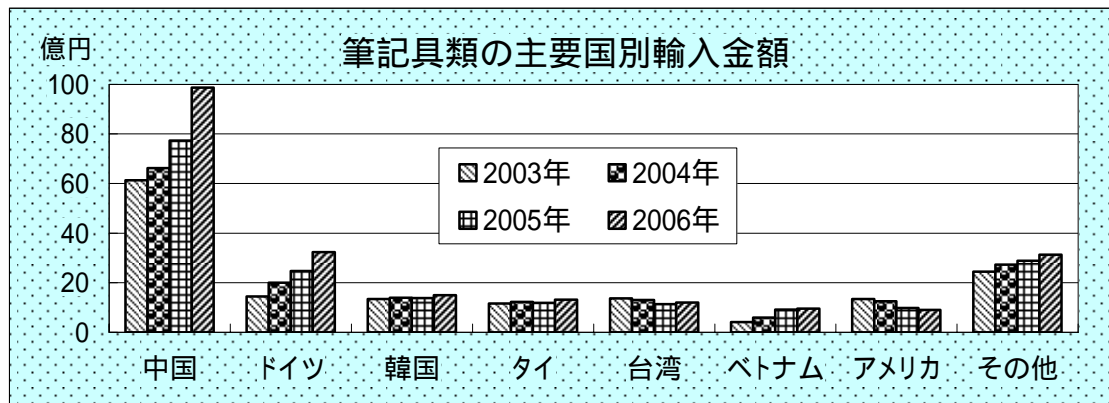 億円
筆記具類の主要国別輸入金額
100
80
60
40
20
0
2003年 2004年
2005年 2006年
中国 ドイツ 韓国 タイ 台湾 ベトナム アメリカ その他